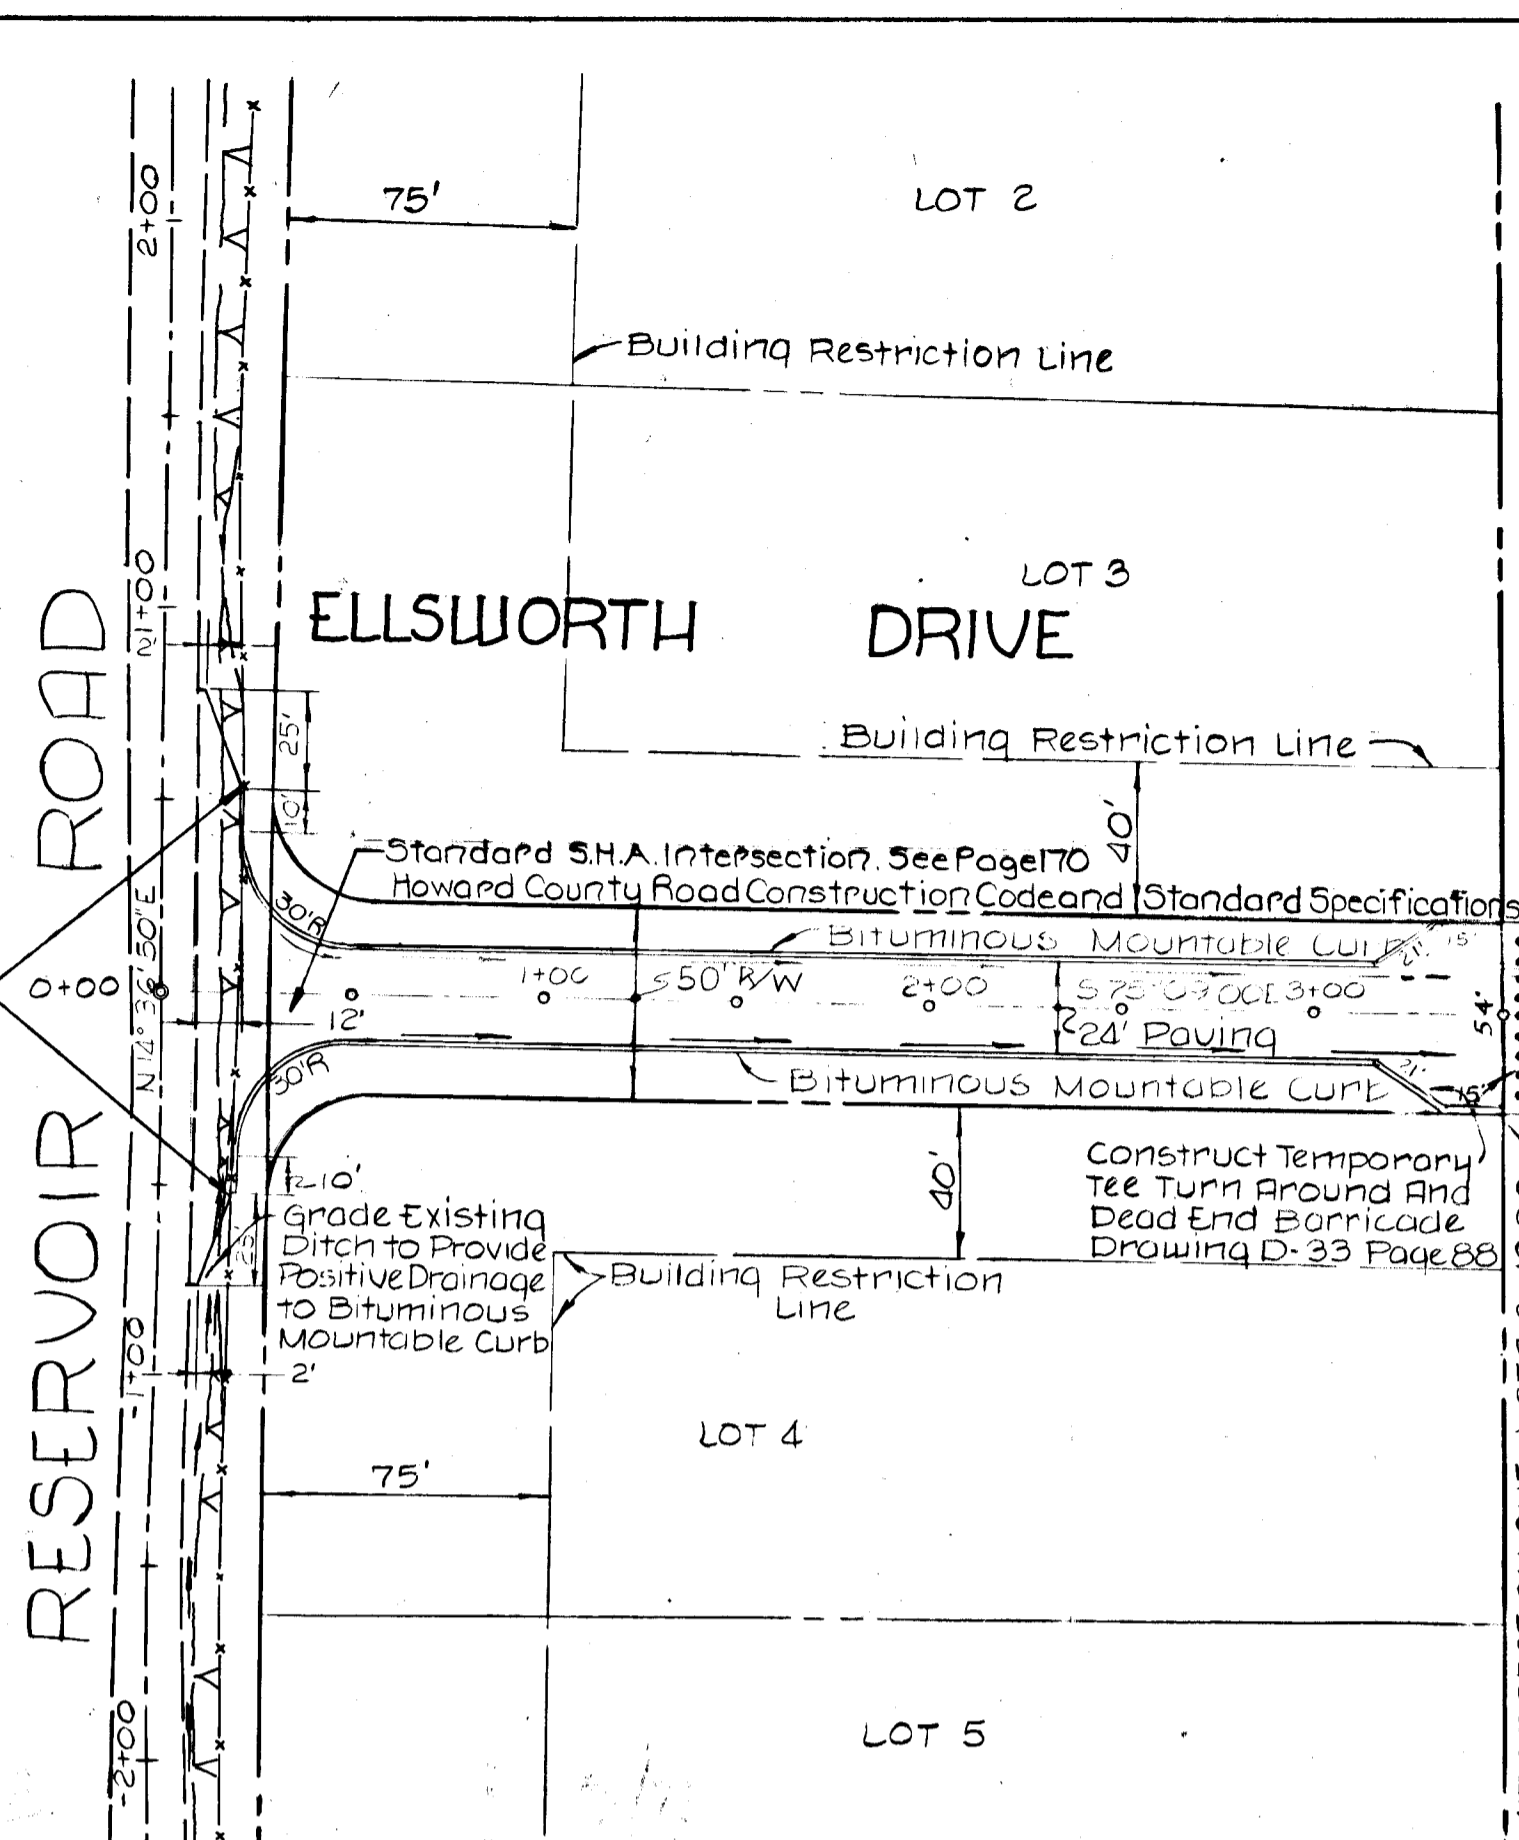 2+00
75'
LOT 2
Building Restriction Line
1+00
2'
LOT 3
ELLSWORTH DRIVE
RESERVOIR ROAD
25'
10'
Building Restriction Line
40'
Standard S.H.A. Intersection. See Page 170
Howard County Road Construction Code and Standard Specifications
30'R
Bituminous Mountable Curb
15'
21'
N 14° 36' 50" E
0+00
1+00
50' R/W
2+00
3+00
54'
12'
24' Paving
30'R
Bituminous Mountable Curb
21'
15'
10'
25'
Grade Existing
Ditch to Provide
Positive Drainage
to Bituminous
Mountable Curb
40'
Construct Temporary
Tee Turn Around And
Dead End Barricade
Drawing D-33 Page 88
Building Restriction
Line
-1+00
2'
LOT 4
75'
-2+00
LOT 5